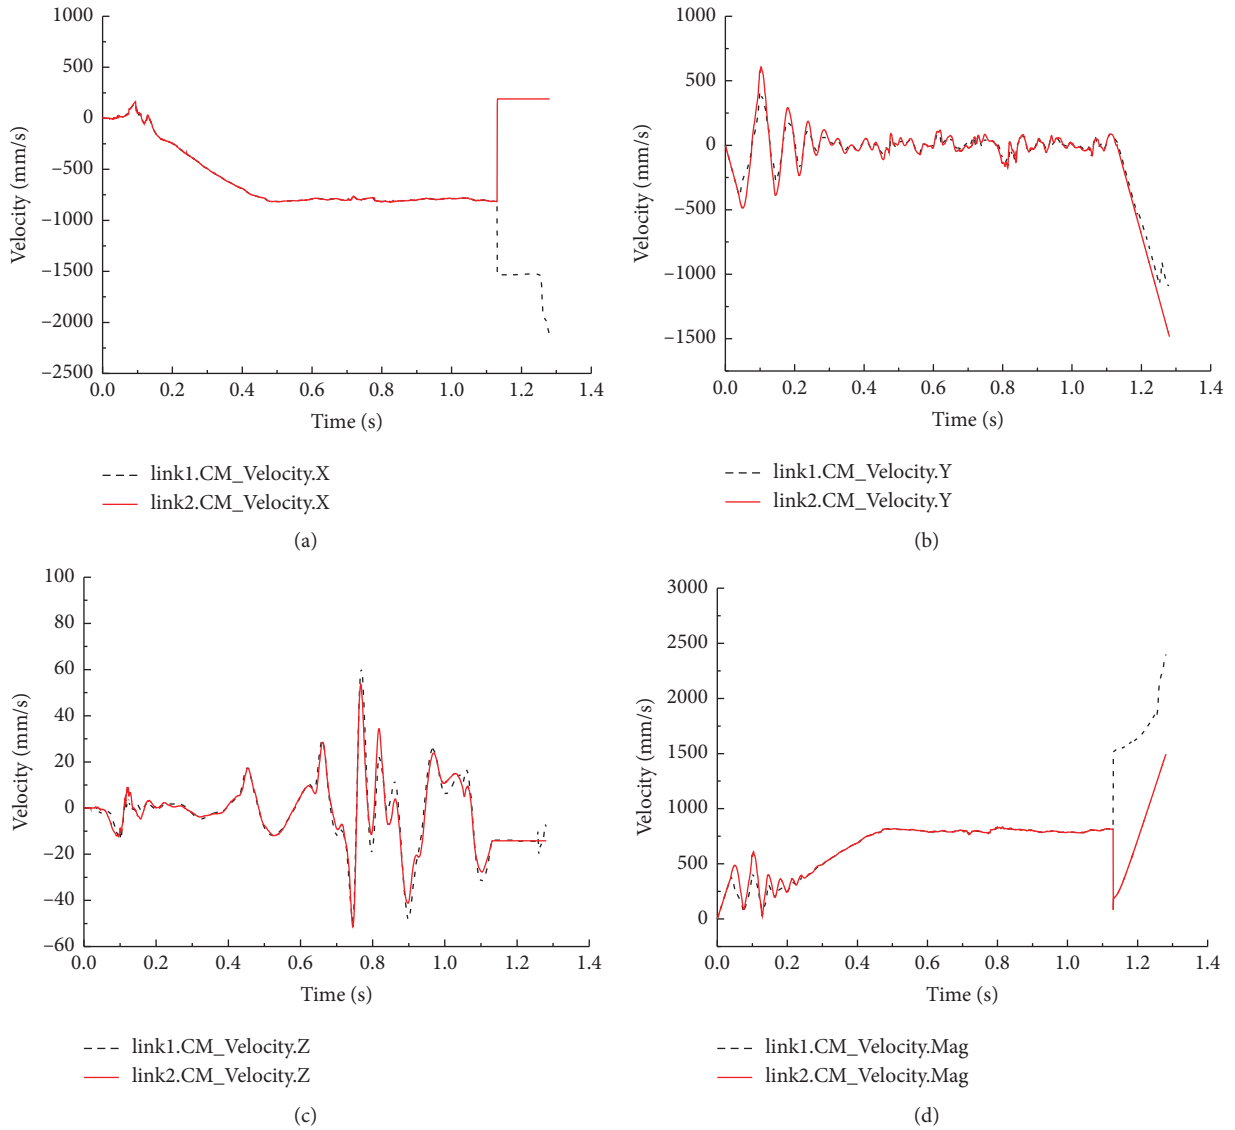 1000
500
0
−500
−1000
−1500
−2000
−2500
Velocity (mm/s)
0.0 0.2 0.4 0.6 0.8 1.0 1.2 1.4
Time (s)
link1.CM_Velocity.X
link2.CM_Velocity.X
(a)
1000
500
0
−500
−1000
−1500
Velocity (mm/s)
0.0 0.2 0.4 0.6 0.8 1.0 1.2 1.4
Time (s)
link1.CM_Velocity.Y
link2.CM_Velocity.Y
(b)
100
80
60
40
20
0
−20
−40
−60
Velocity (mm/s)
0.0 0.2 0.4 0.6 0.8 1.0 1.2 1.4
Time (s)
link1.CM_Velocity.Z
link2.CM_Velocity.Z
(c)
3000
2500
2000
1500
1000
500
0
Velocity (mm/s)
0.0 0.2 0.4 0.6 0.8 1.0 1.2 1.4
Time (s)
link1.CM_Velocity.Mag
link2.CM_Velocity.Mag
(d)